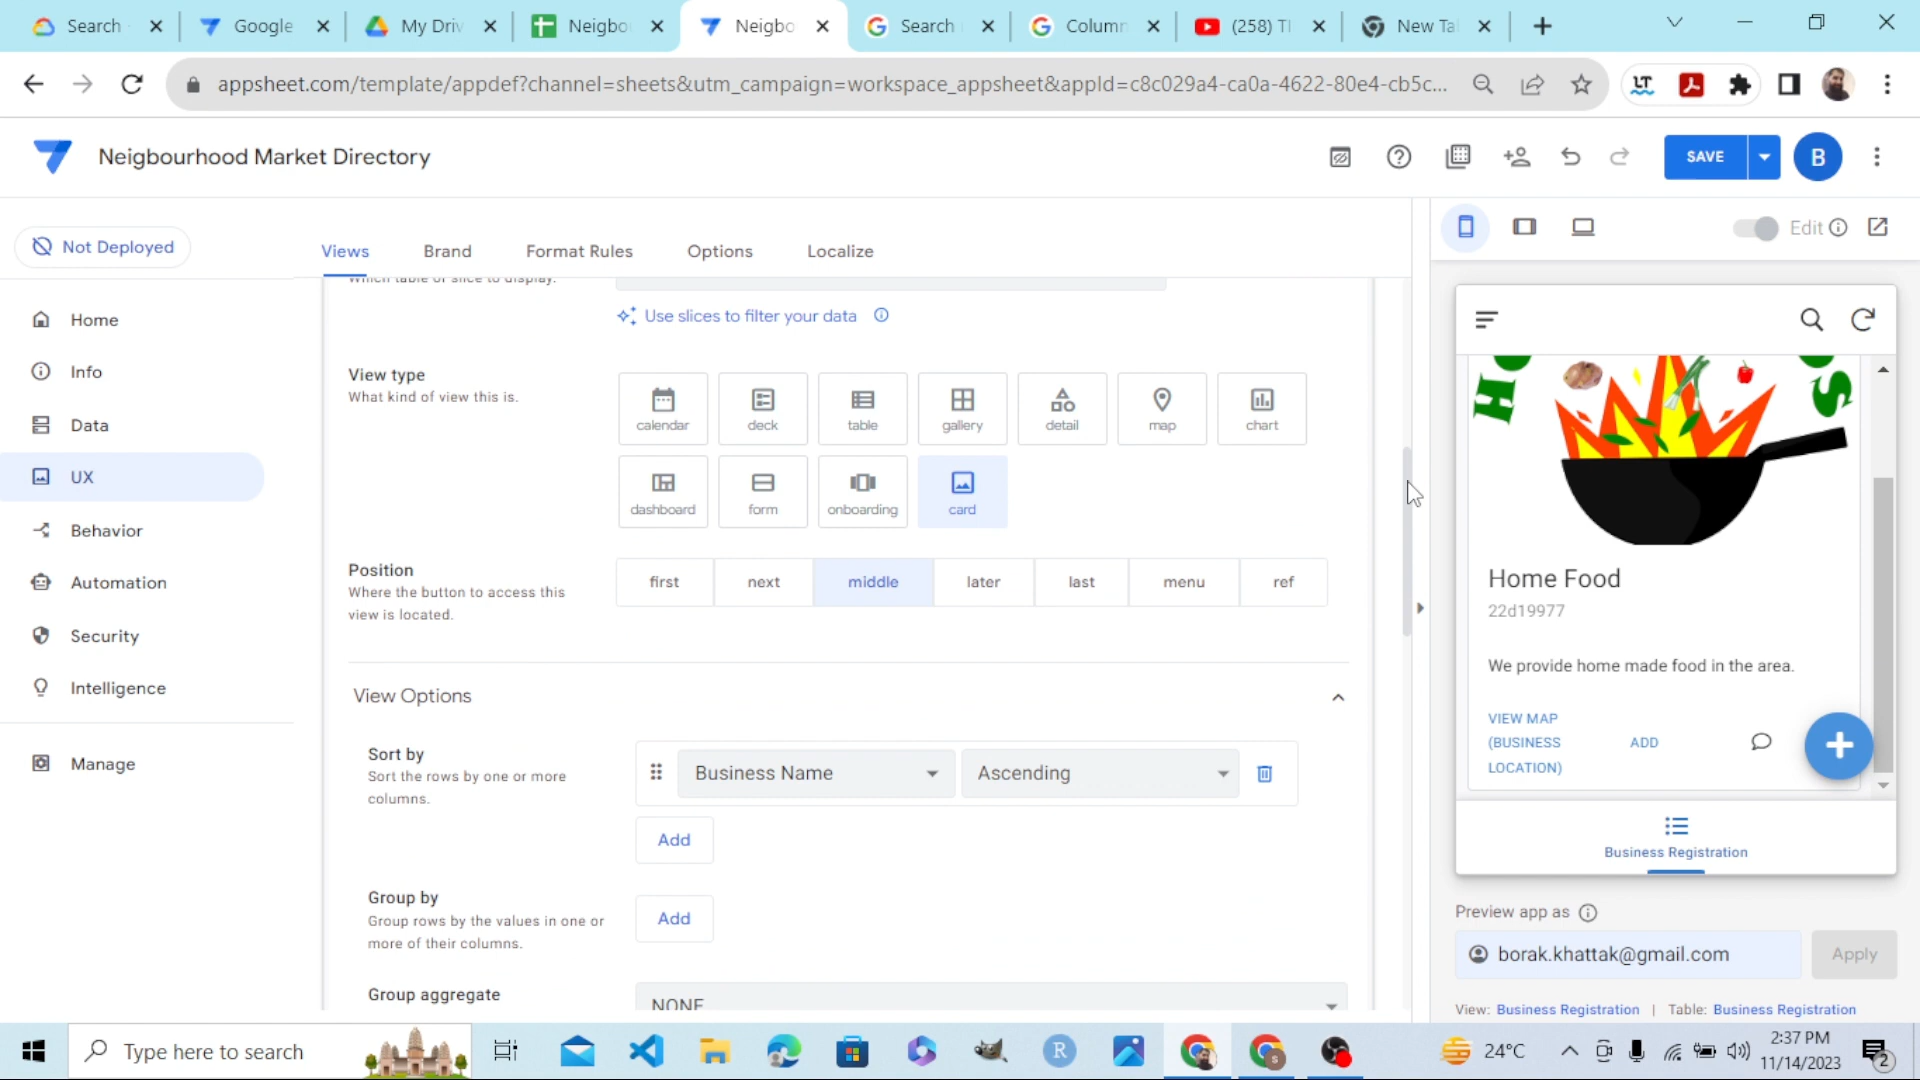 Search
Google
My Driv
Neigbo
Neigbo
Search
Column
(258) Tl
New Ta
appsheet.com/template/appdef?channel=sheets&utm_campaign=workspace_appsheet&appId=c8c029a4-ca0a-4622-80e4-cb5c...
Neigbourhood Market Directory
SAVE
B
Not Deployed
Views
Brand
Format Rules
Options
Localize
Edit
Home
Info
Data
UX
Behavior
Automation
Security
Intelligence
Manage
Which table or slice to display.
Use slices to filter your data
View type
What kind of view this is.
calendar
deck
table
gallery
detail
map
chart
dashboard
form
onboarding
card
Position
Where the button to access this
view is located.
first
next
middle
later
last
menu
ref
View Options
Sort by
Sort the rows by one or more
columns.
Business Name
Ascending
Add
Group by
Group rows by the values in one or
more of their columns.
Add
Group aggregate
NONE
H
S
Home Food
22d19977
We provide home made food in the area.
VIEW MAP
(BUSINESS
LOCATION)
ADD
Business Registration
Preview app as
borak.khattak@gmail.com
Apply
View: Business Registration | Table: Business Registration
Type here to search
24°C
2:37 PM
11/14/2023
2